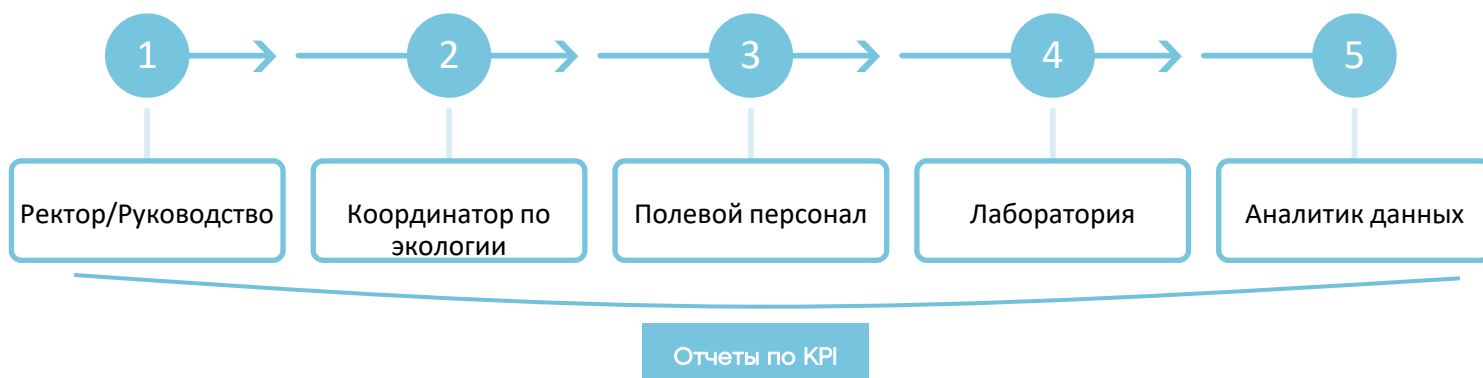 1
2
3
4
5
Ректор/Руководство
Координатор по
экологии
Полевой персонал
Лаборатория
Аналитик данных
Отчеты по KPI